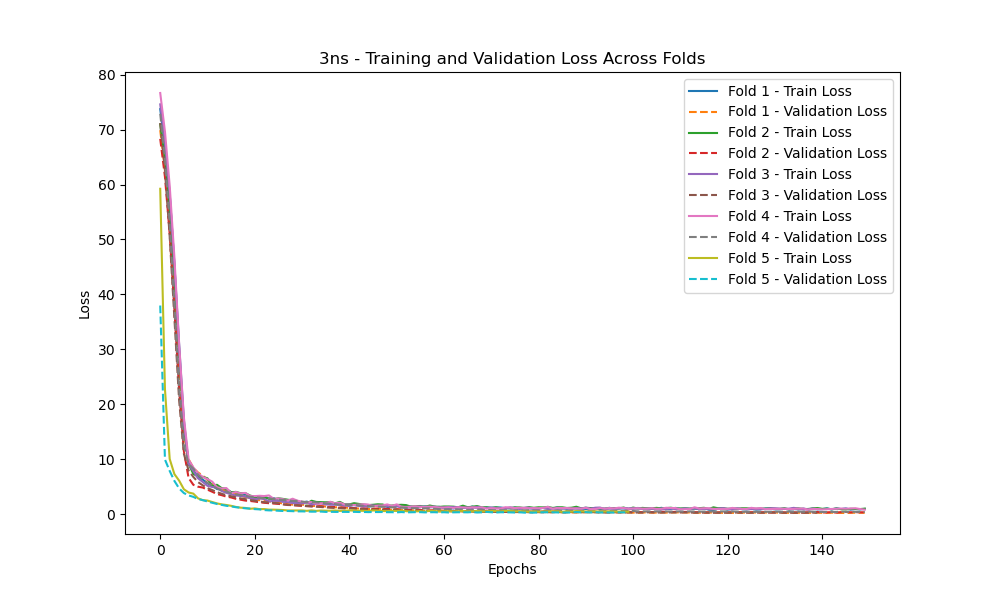 3ns - Training and Validation Loss Across Folds
80
70
60
50
40
30
20
10
0
Loss
Fold 1 - Train Loss
Fold 1 - Validation Loss
Fold 2 - Train Loss
Fold 2 - Validation Loss
Fold 3 - Train Loss
Fold 3 - Validation Loss
Fold 4 - Train Loss
Fold 4 - Validation Loss
Fold 5 - Train Loss
Fold 5 - Validation Loss
0 20 40 60 80 100 120 140
Epochs